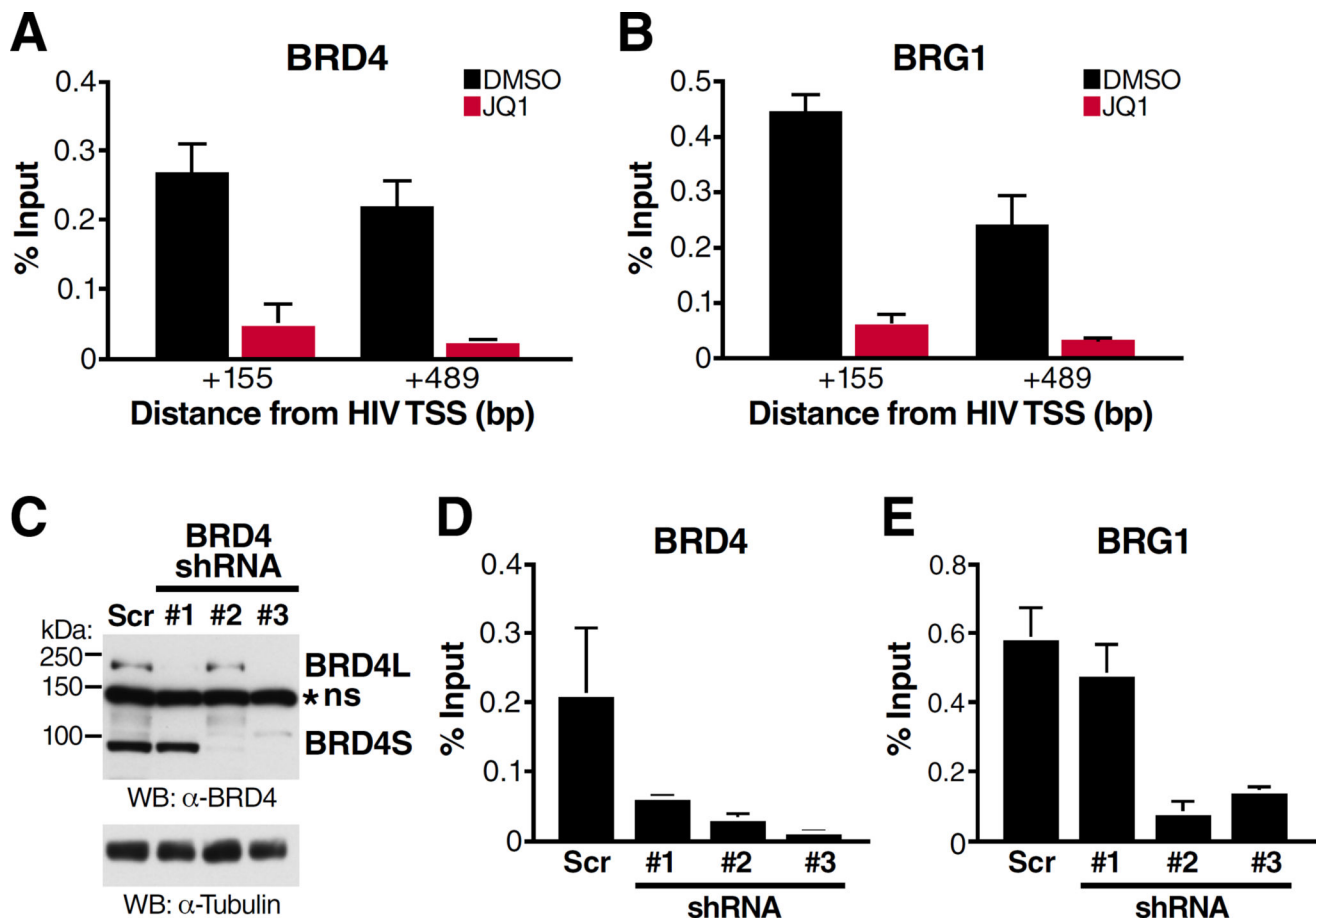 A
BRD4
DMSO
JQ1
% Input
0.4
0.3
0.2
0.1
0
+155
+489
Distance from HIV TSS (bp)
B
BRG1
DMSO
JQ1
% Input
0.5
0.4
0.3
0.2
0.1
0
+155
+489
Distance from HIV TSS (bp)
C
BRD4
shRNA
Scr #1 #2 #3
kDa:
250
150
100
BRD4L
*ns
BRD4S
WB: α-BRD4
WB: α-Tubulin
D
BRD4
% Input
0.4
0.3
0.2
0.1
0
Scr #1 #2 #3
shRNA
E
BRG1
% Input
0.8
0.6
0.4
0.2
0
Scr #1 #2 #3
shRNA